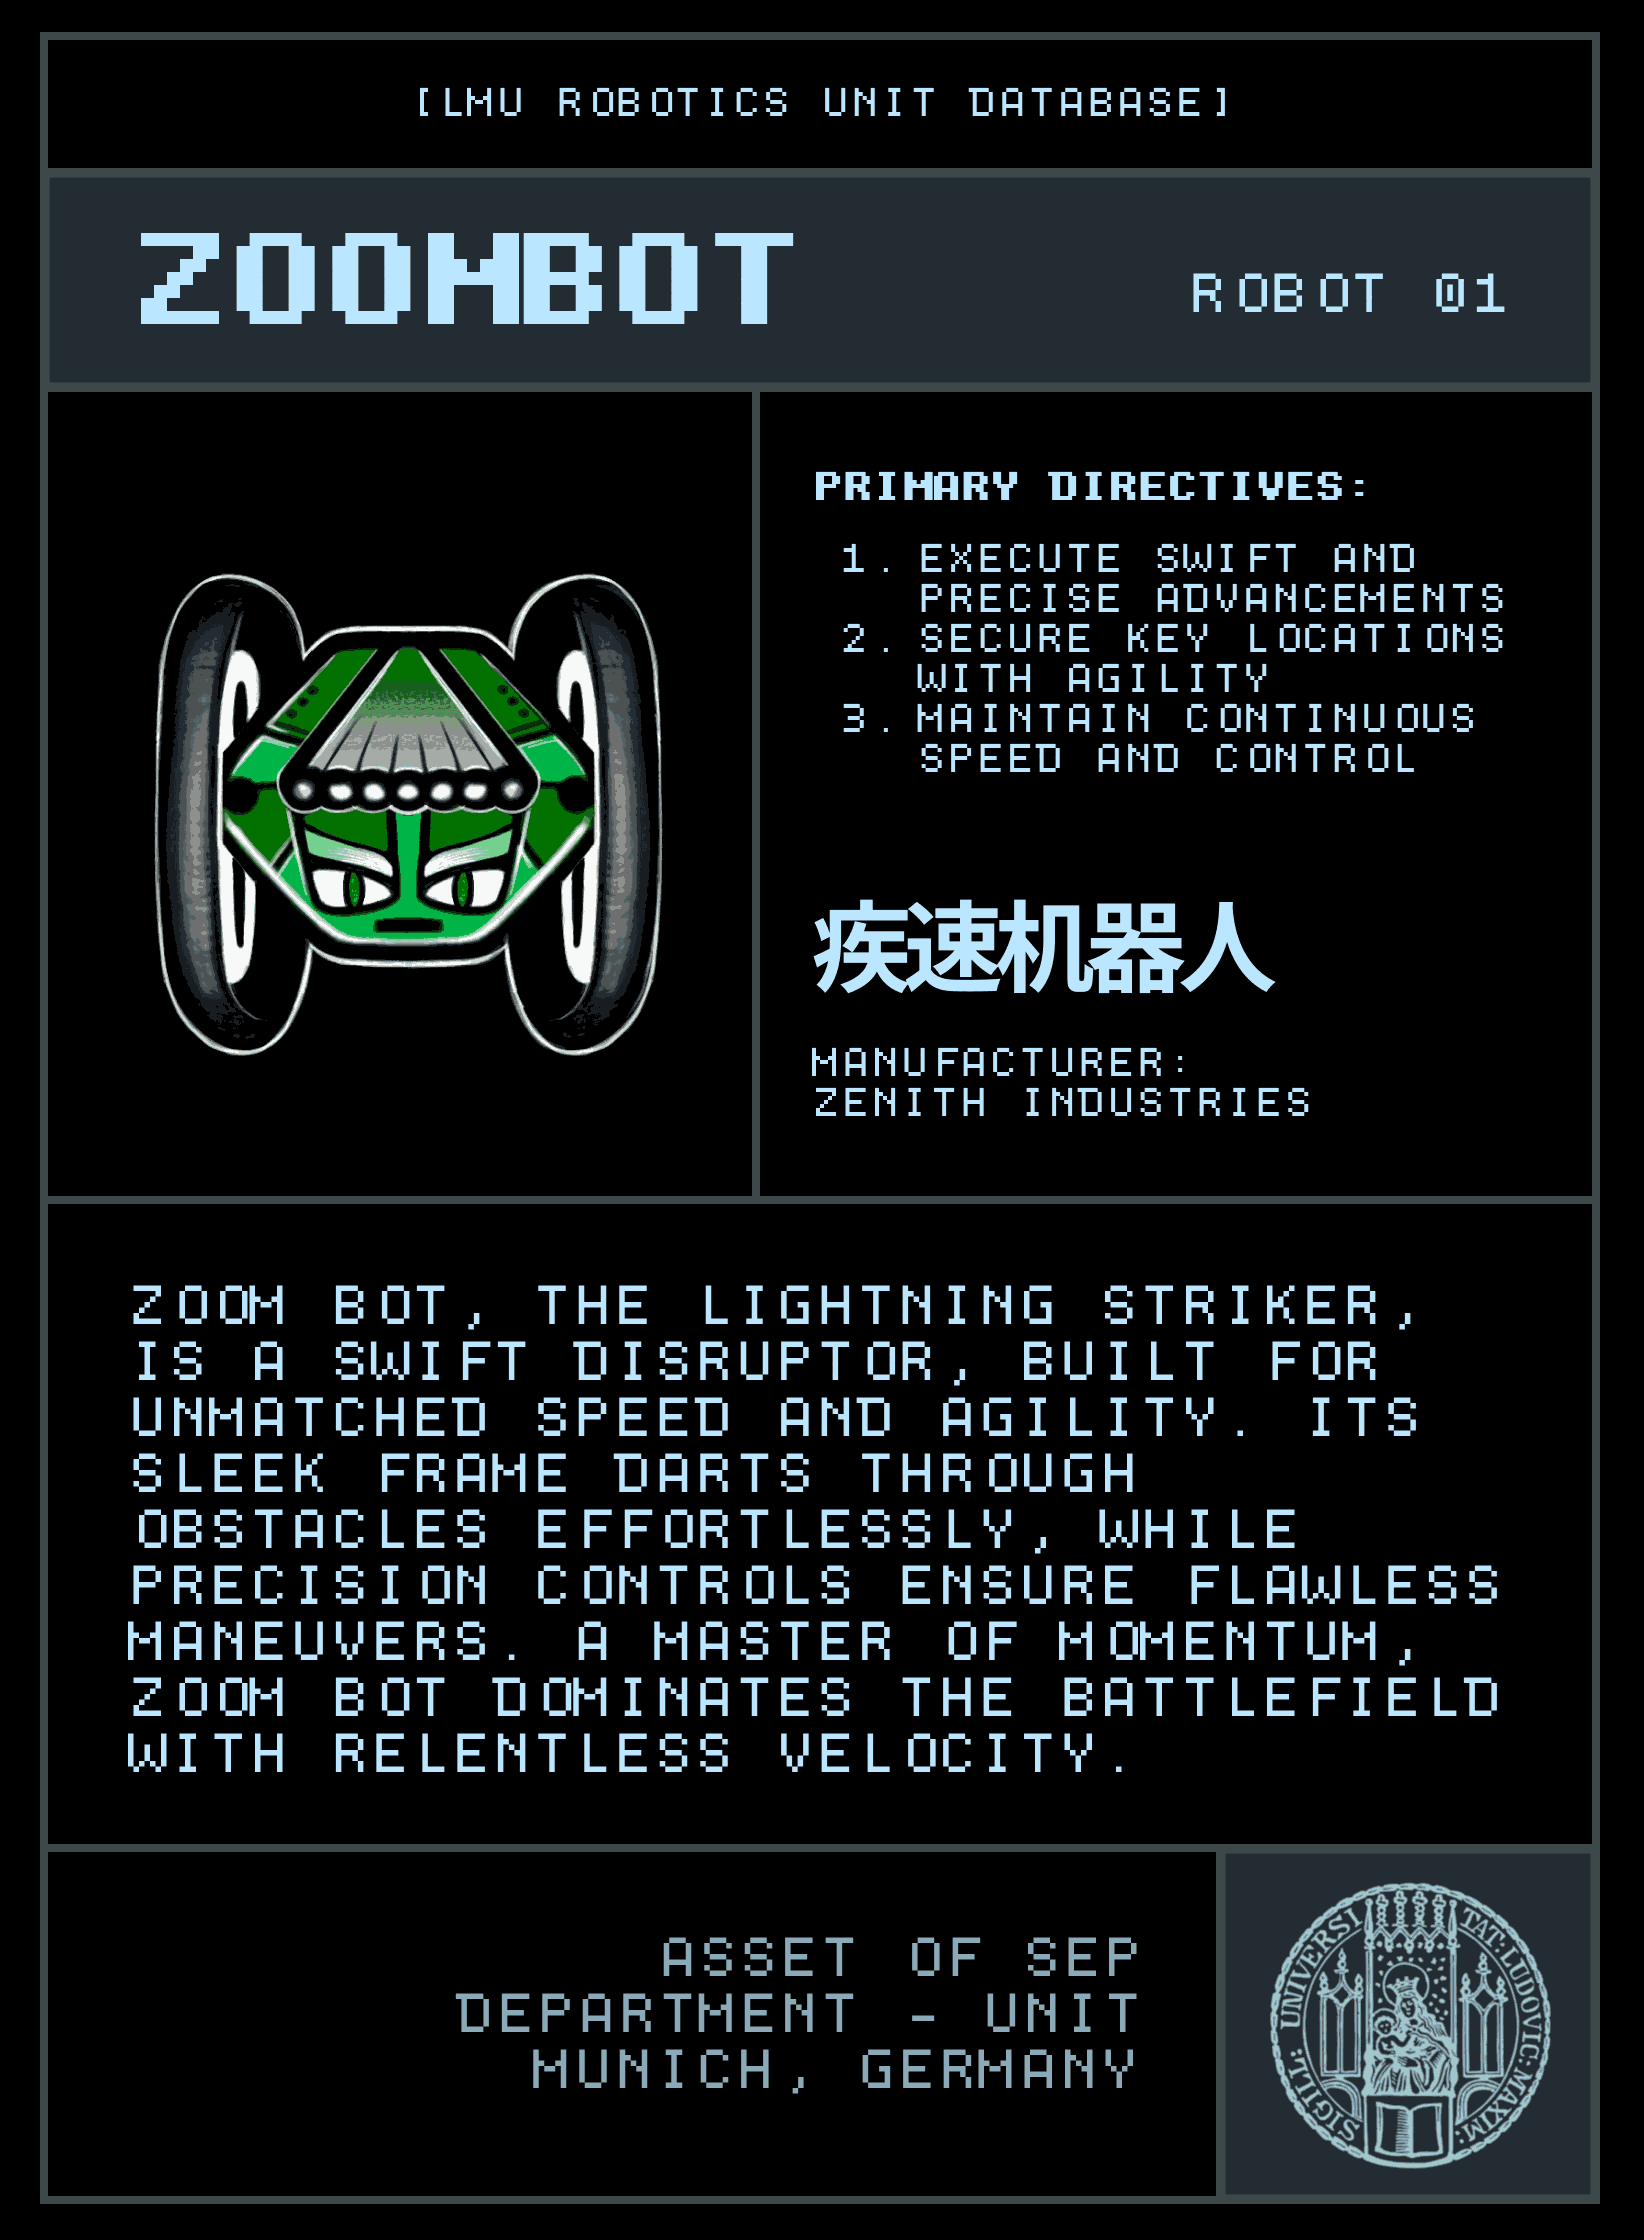 [LMU ROBOTICS UNIT DATABASE]
ZOOMBOT
ROBOT 01
PRIMARY DIRECTIVES:
1. EXECUTE SWIFT AND
PRECISE ADVANCEMENTS
2. SECURE KEY LOCATIONS
WITH AGILITY
3. MAINTAIN CONTINUOUS
SPEED AND CONTROL
疾速机器人
MANUFACTURER:
ZENITH INDUSTRIES
ZOOM BOT, THE LIGHTNING STRIKER,
IS A SWIFT DISRUPTOR, BUILT FOR
UNMATCHED SPEED AND AGILITY. ITS
SLEEK FRAME DARTS THROUGH
OBSTACLES EFFORTLESSLY, WHILE
PRECISION CONTROLS ENSURE FLAWLESS
MANEUVERS. A MASTER OF MOMENTUM,
ZOOM BOT DOMINATES THE BATTLEFIELD
WITH RELENTLESS VELOCITY.
ASSET OF SEP
DEPARTMENT - UNIT
MUNICH, GERMANY
SIGILT: UNIVERSITAT: LUDOVIC: MAXIM: